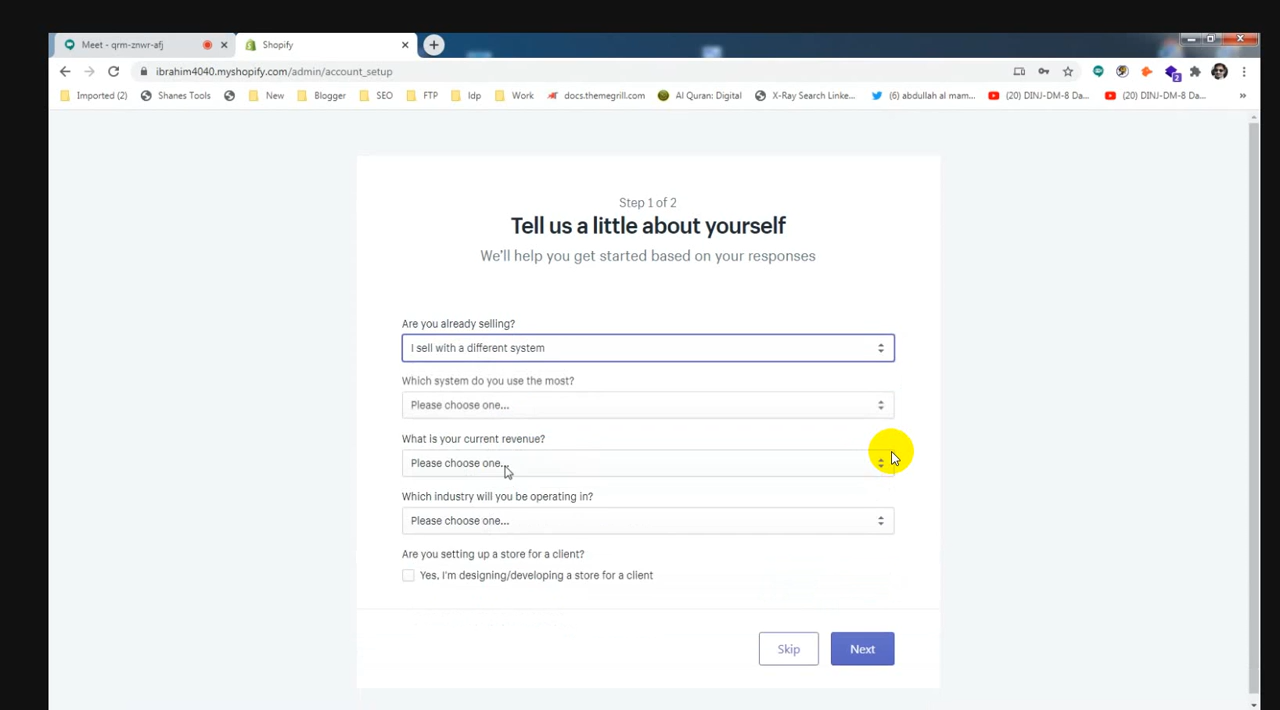 Meet - qrm-znwr-afj
Shopify
ibrahim4040.myshopify.com/admin/account_setup
2
Imported (2)
Shanes Tools
New
Blogger
SEO
FTP
Idp
Work
docs.themegrill.com
Al Quran: Digital
X-Ray Search Linke...
(6) abdullah al mam...
(20) DINJ-DM-8 Da...
(20) DINJ-DM-8 Da...
»
Step 1 of 2
Tell us a little about yourself
We'll help you get started based on your responses
Are you already selling?
I sell with a different system
Which system do you use the most?
Please choose one...
What is your current revenue?
Please choose one...
Which industry will you be operating in?
Please choose one...
Are you setting up a store for a client?
Yes, I'm designing/developing a store for a client
Skip
Next